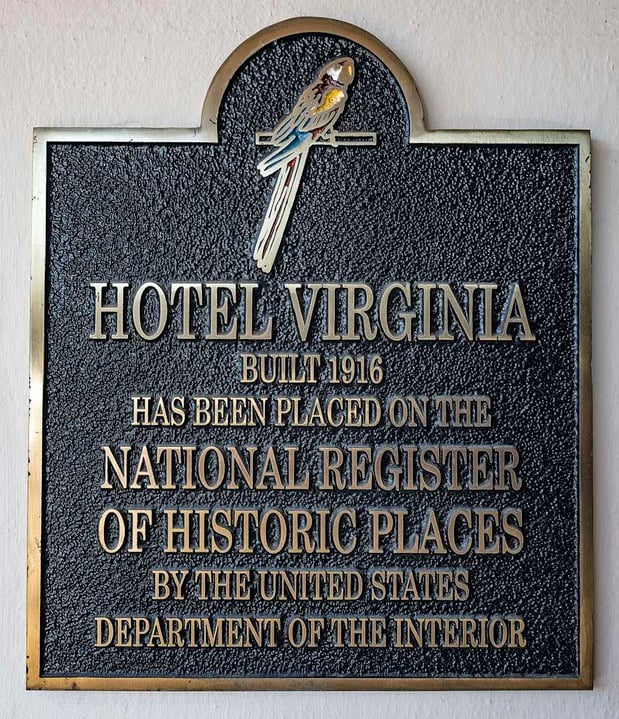 HOTEL VIRGINIA
BUILT 1916
HAS BEEN PLACED ON THE
NATIONAL REGISTER
OF HISTORIC PLACES
BY THE UNITED STATES
DEPARTMENT OF THE INTERIOR